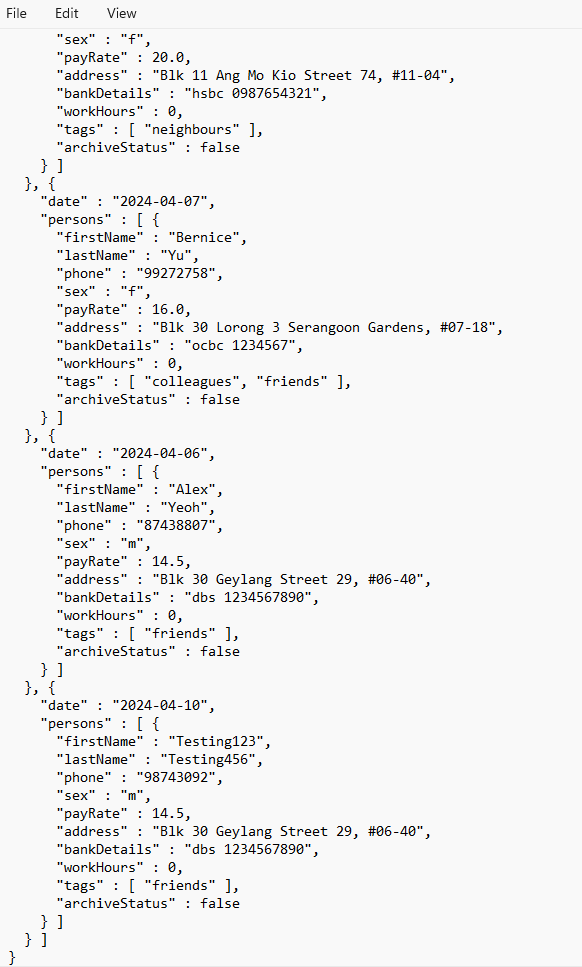 File Edit View
"sex" : "f",
"payRate" : 20.0,
"address" : "Blk 11 Ang Mo Kio Street 74, #11-04",
"bankDetails" : "hsbc 0987654321",
"workHours" : 0,
"tags" : [ "neighbours" ],
"archiveStatus" : false
} ]
}, {
"date" : "2024-04-07",
"persons" : [ {
"firstName" : "Bernice",
"lastName" : "Yu",
"phone" : "99272758",
"sex" : "f",
"payRate" : 16.0,
"address" : "Blk 30 Lorong 3 Serangoon Gardens, #07-18",
"bankDetails" : "ocbc 1234567",
"workHours" : 0,
"tags" : [ "colleagues", "friends" ],
"archiveStatus" : false
} ]
}, {
"date" : "2024-04-06",
"persons" : [ {
"firstName" : "Alex",
"lastName" : "Yeoh",
"phone" : "87438807",
"sex" : "m",
"payRate" : 14.5,
"address" : "Blk 30 Geylang Street 29, #06-40",
"bankDetails" : "dbs 1234567890",
"workHours" : 0,
"tags" : [ "friends" ],
"archiveStatus" : false
} ]
}, {
"date" : "2024-04-10",
"persons" : [ {
"firstName" : "Testing123",
"lastName" : "Testing456",
"phone" : "98743092",
"sex" : "m",
"payRate" : 14.5,
"address" : "Blk 30 Geylang Street 29, #06-40",
"bankDetails" : "dbs 1234567890",
"workHours" : 0,
"tags" : [ "friends" ],
"archiveStatus" : false
} ]
} ]
}